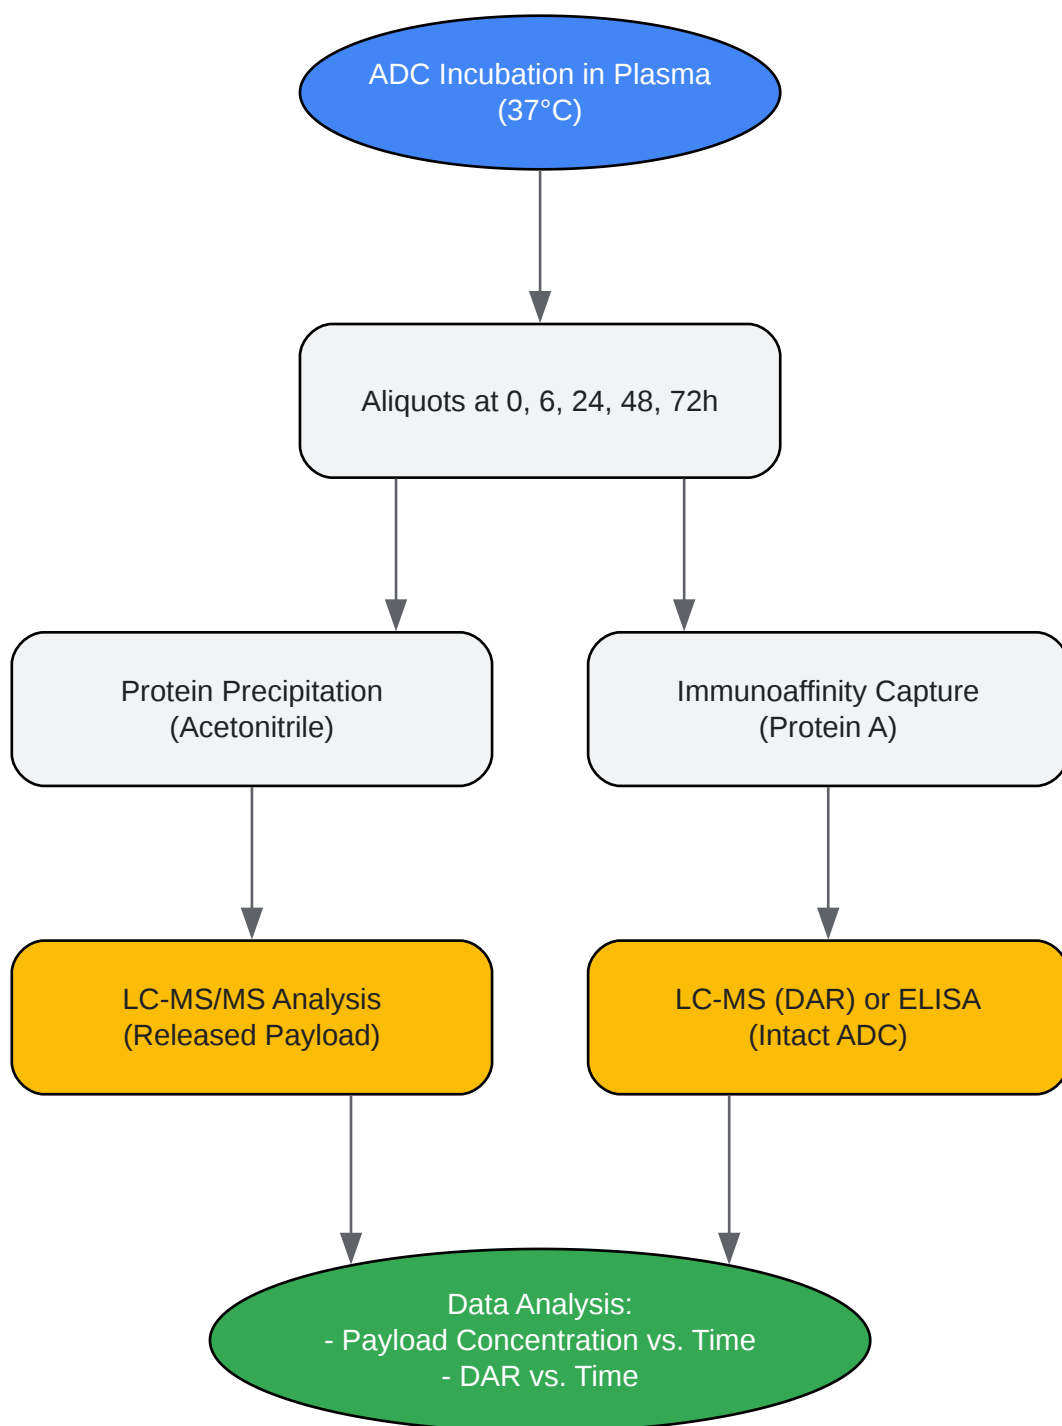 ADC Incubation in Plasma
(37°C)
Aliquots at 0, 6, 24, 48, 72h
Protein Precipitation
(Acetonitrile)
Immunoaffinity Capture
(Protein A)
LC-MS/MS Analysis
(Released Payload)
LC-MS (DAR) or ELISA
(Intact ADC)
Data Analysis:
- Payload Concentration vs. Time
- DAR vs. Time